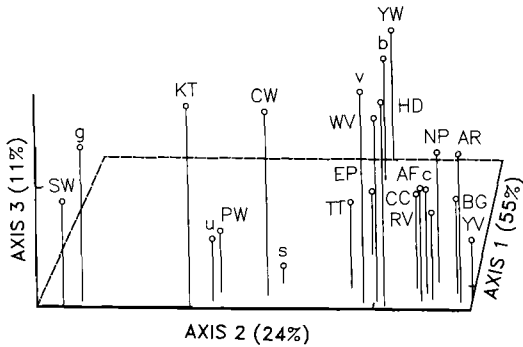 YW
b
KT
CW
v
HD
WV
g
NP
AR
SW
EP
AF
c
TT
CC
BG
RV
u
PW
YV
s
AXIS 3 (11%)
AXIS 1 (55%)
AXIS 2 (24%)